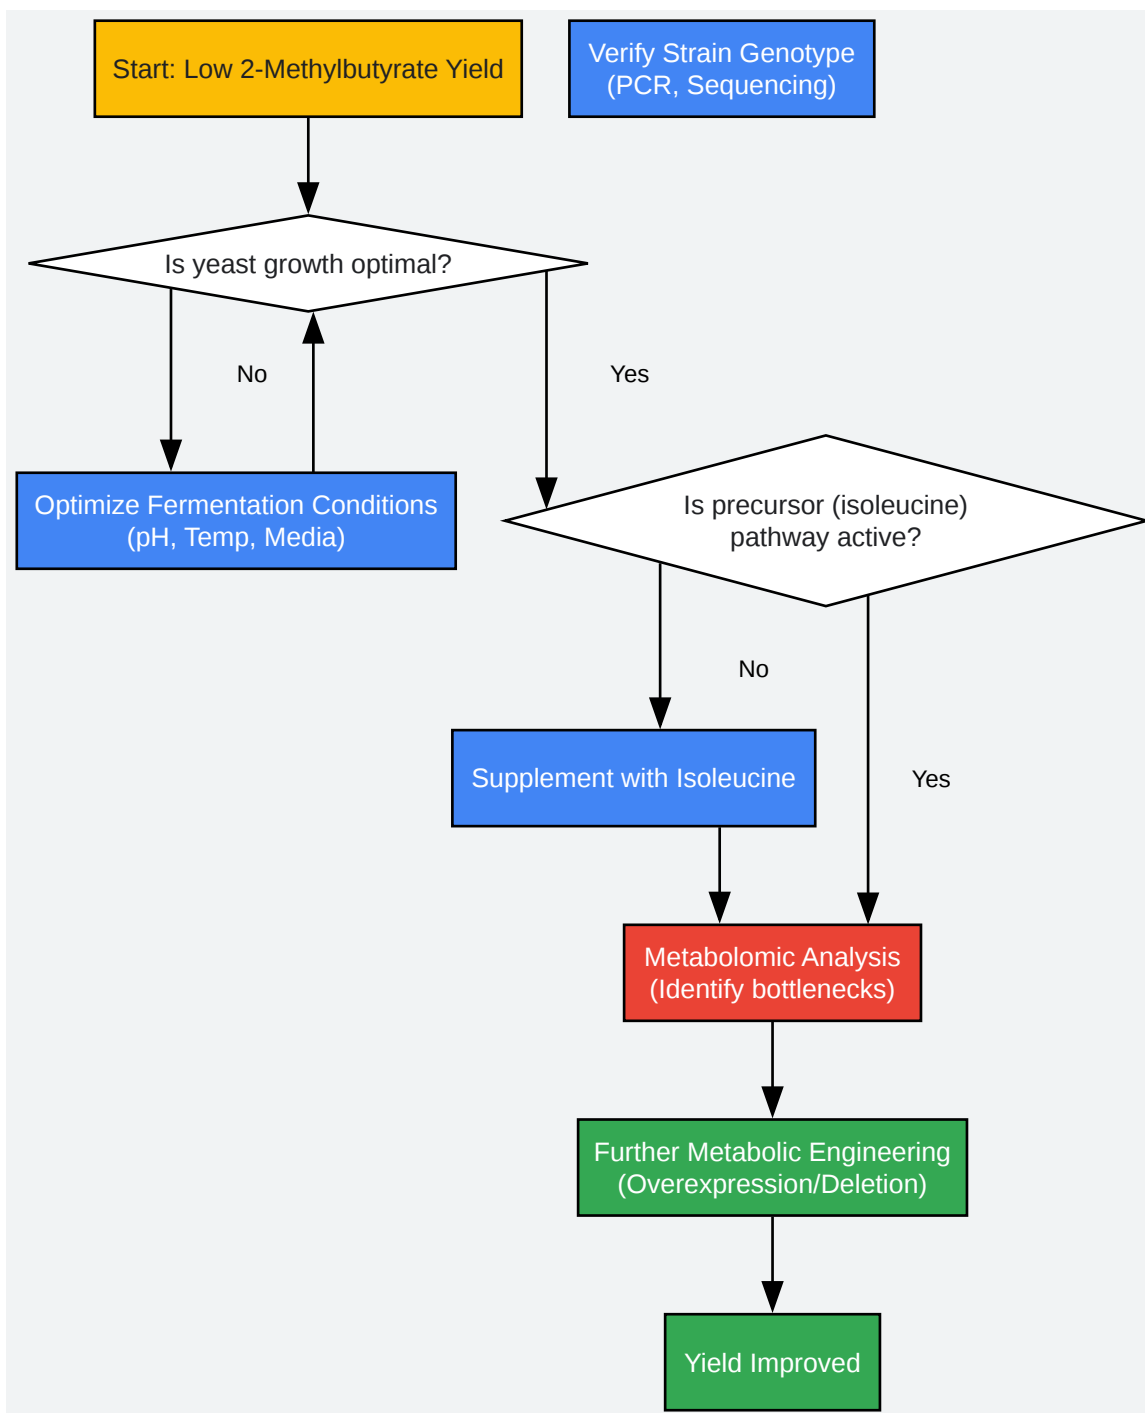 Start: Low 2-Methylbutyrate Yield
Verify Strain Genotype
(PCR, Sequencing)
Is yeast growth optimal?
No
Yes
Optimize Fermentation Conditions
(pH, Temp, Media)
Is precursor (isoleucine)
pathway active?
No
Supplement with Isoleucine
Yes
Metabolomic Analysis
(Identify bottlenecks)
Further Metabolic Engineering
(Overexpression/Deletion)
Yield Improved